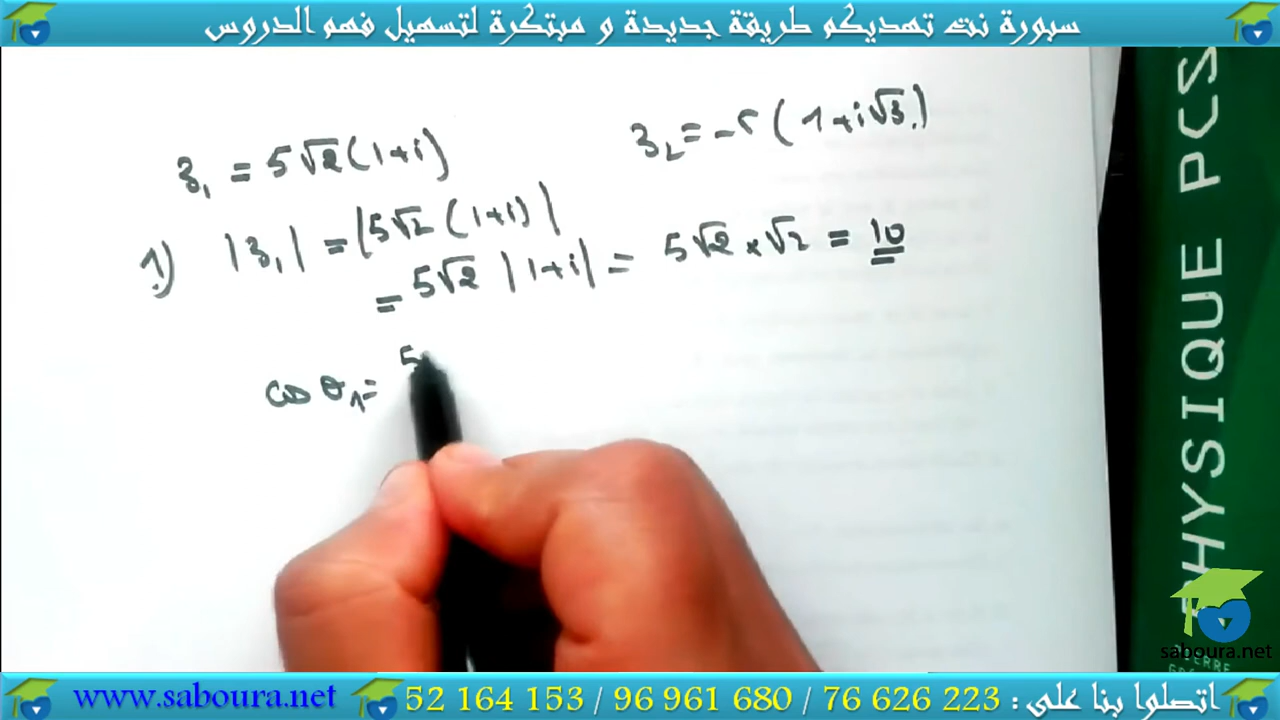 سبورة نت تهديكم طريقة جديدة و مبتكرة لتسهيل فهم الدروس
z₁ = 5√2(1+i)
z₂ = -5(1+i√3)
1) |z₁| = |5√2(1+i)|
= 5√2 |1+i| = 5√2 × √2 = 10
cos θ₁ = 5
PHYSIQUE PCS
saboura.net
www.saboura.net
اتصلوا بنا على : 52 164 153 / 96 961 680 / 76 626 223